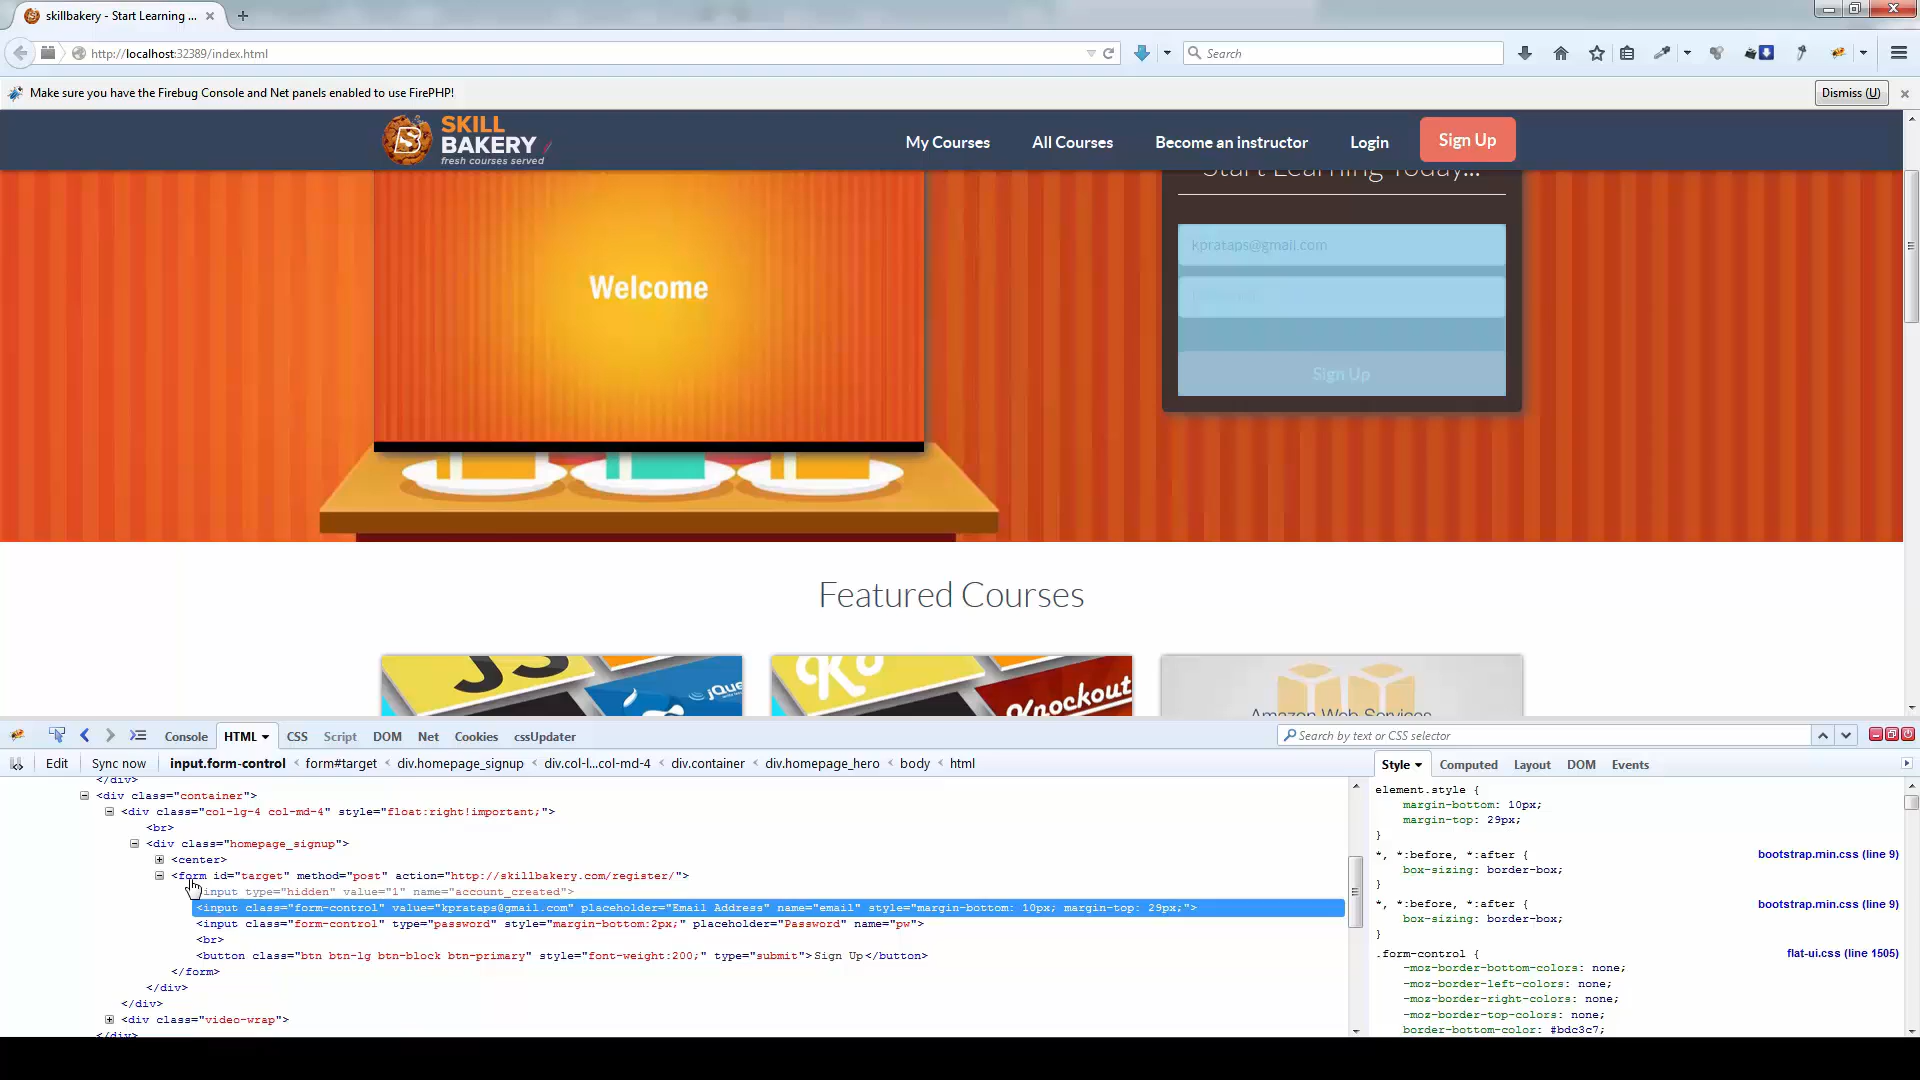 skillbakery - Start Learning ...
http://localhost:32389/index.html
Search
Make sure you have the Firebug Console and Net panels enabled to use FirePHP!
Dismiss (U)
SKILL
BAKERY
fresh courses served
My Courses
All Courses
Become an instructor
Login
Sign Up
Start Learning Today...
kprataps@gmail.com
Welcome
Sign Up
Featured Courses
JS
jQue
Ko
Knockout
Amazon Web Services
Console
HTML
CSS
Script
DOM
Net
Cookies
cssUpdater
Search by text or CSS selector
Edit
Sync now
input.form-control < form#target < div.homepage_signup < div.col-l...col-md-4 < div.container < div.homepage_hero < body < html
Style
Computed
Layout
DOM
Events
</div>
<div class="container">
<div class="col-lg-4 col-md-4" style="float:right!important;">
<br>
<div class="homepage_signup">
<center>
<form id="target" method="post" action="http://skillbakery.com/register/">
<input type="hidden" value="1" name="account_created">
<input class="form-control" value="kprataps@gmail.com" placeholder="Email Address" name="email" style="margin-bottom: 10px; margin-top: 29px;">
<input class="form-control" type="password" style="margin-bottom:2px;" placeholder="Password" name="pw">
<br>
<button class="btn btn-lg btn-block btn-primary" style="font-weight:200;" type="submit">Sign Up</button>
</form>
</div>
</div>
<div class="video-wrap">
</div>
element.style {
margin-bottom: 10px;
margin-top: 29px;
}
*, *:before, *:after {
bootstrap.min.css (line 9)
box-sizing: border-box;
}
*, *:before, *:after {
bootstrap.min.css (line 9)
box-sizing: border-box;
}
.form-control {
flat-ui.css (line 1505)
-moz-border-bottom-colors: none;
-moz-border-left-colors: none;
-moz-border-right-colors: none;
-moz-border-top-colors: none;
border-bottom-color: #bdc3c7;